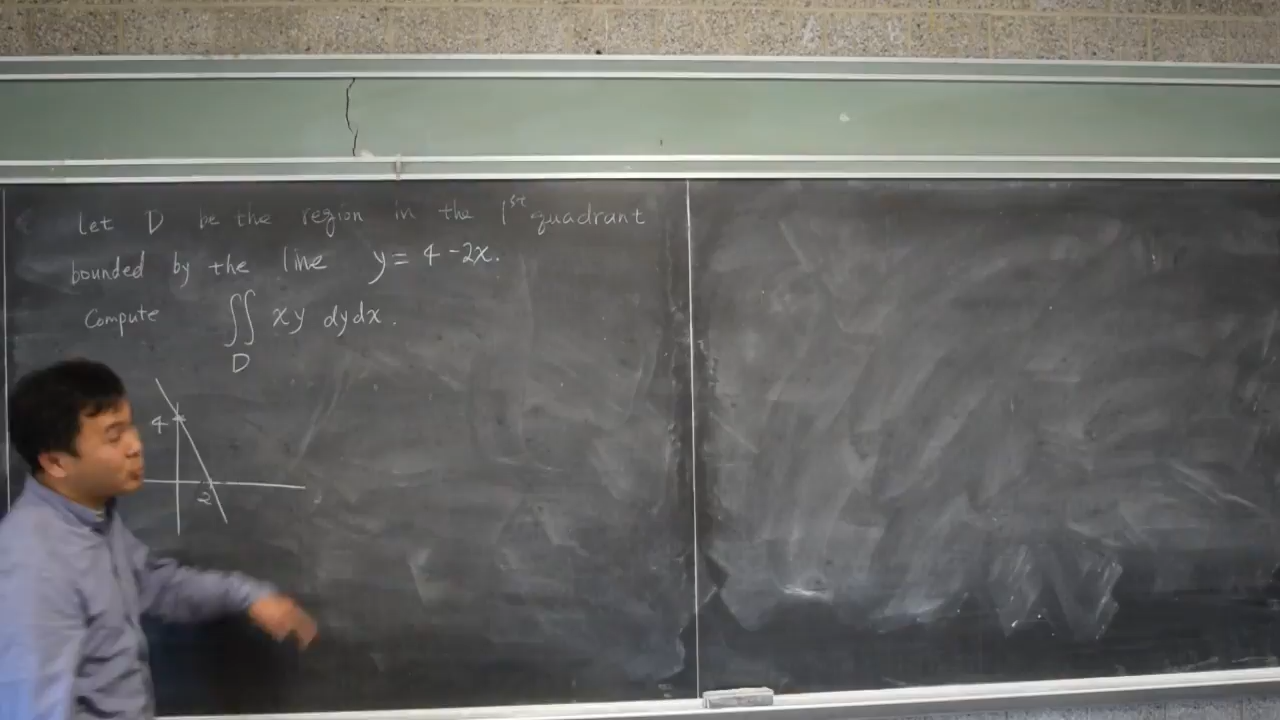 Let D be the region in the 1st quadrant
bounded by the line y = 4 - 2x.
Compute ∬_D xy dydx.
4
2